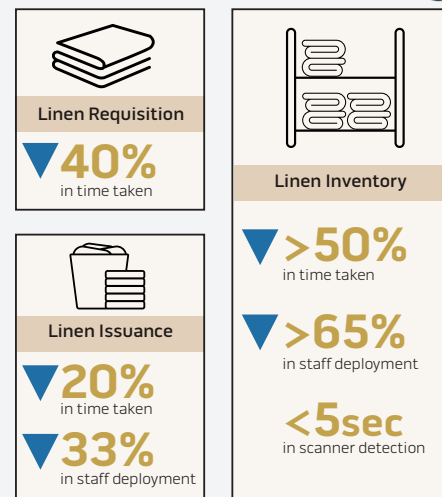 Linen Requisition
40%
in time taken
Linen Issuance
20%
in time taken
33%
in staff deployment
Linen Inventory
>50%
in time taken
>65%
in staff deployment
<5sec
in scanner detection